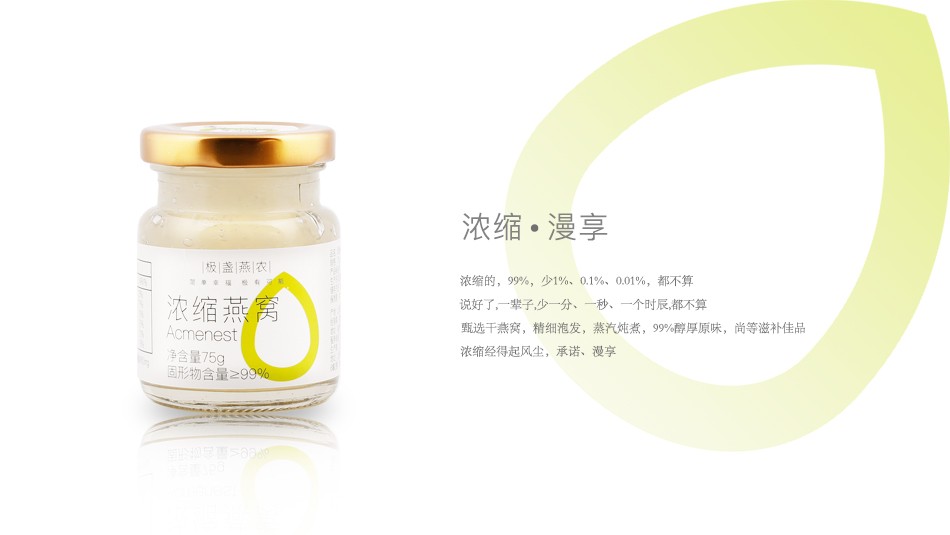 极|盏|燕|农
浓缩燕窝
Acmenest
净含量75g
固形物含量≥99%
浓缩•漫享
浓缩的，99%，少1%、0.1%、0.01%，都不算
说好了,一辈子,少一分、一秒、一个时辰,都不算
甄选干燕窝，精细泡发，蒸汽炖煮，99%醇厚原味，尚等滋补佳品
浓缩经得起风尘，承诺、漫享